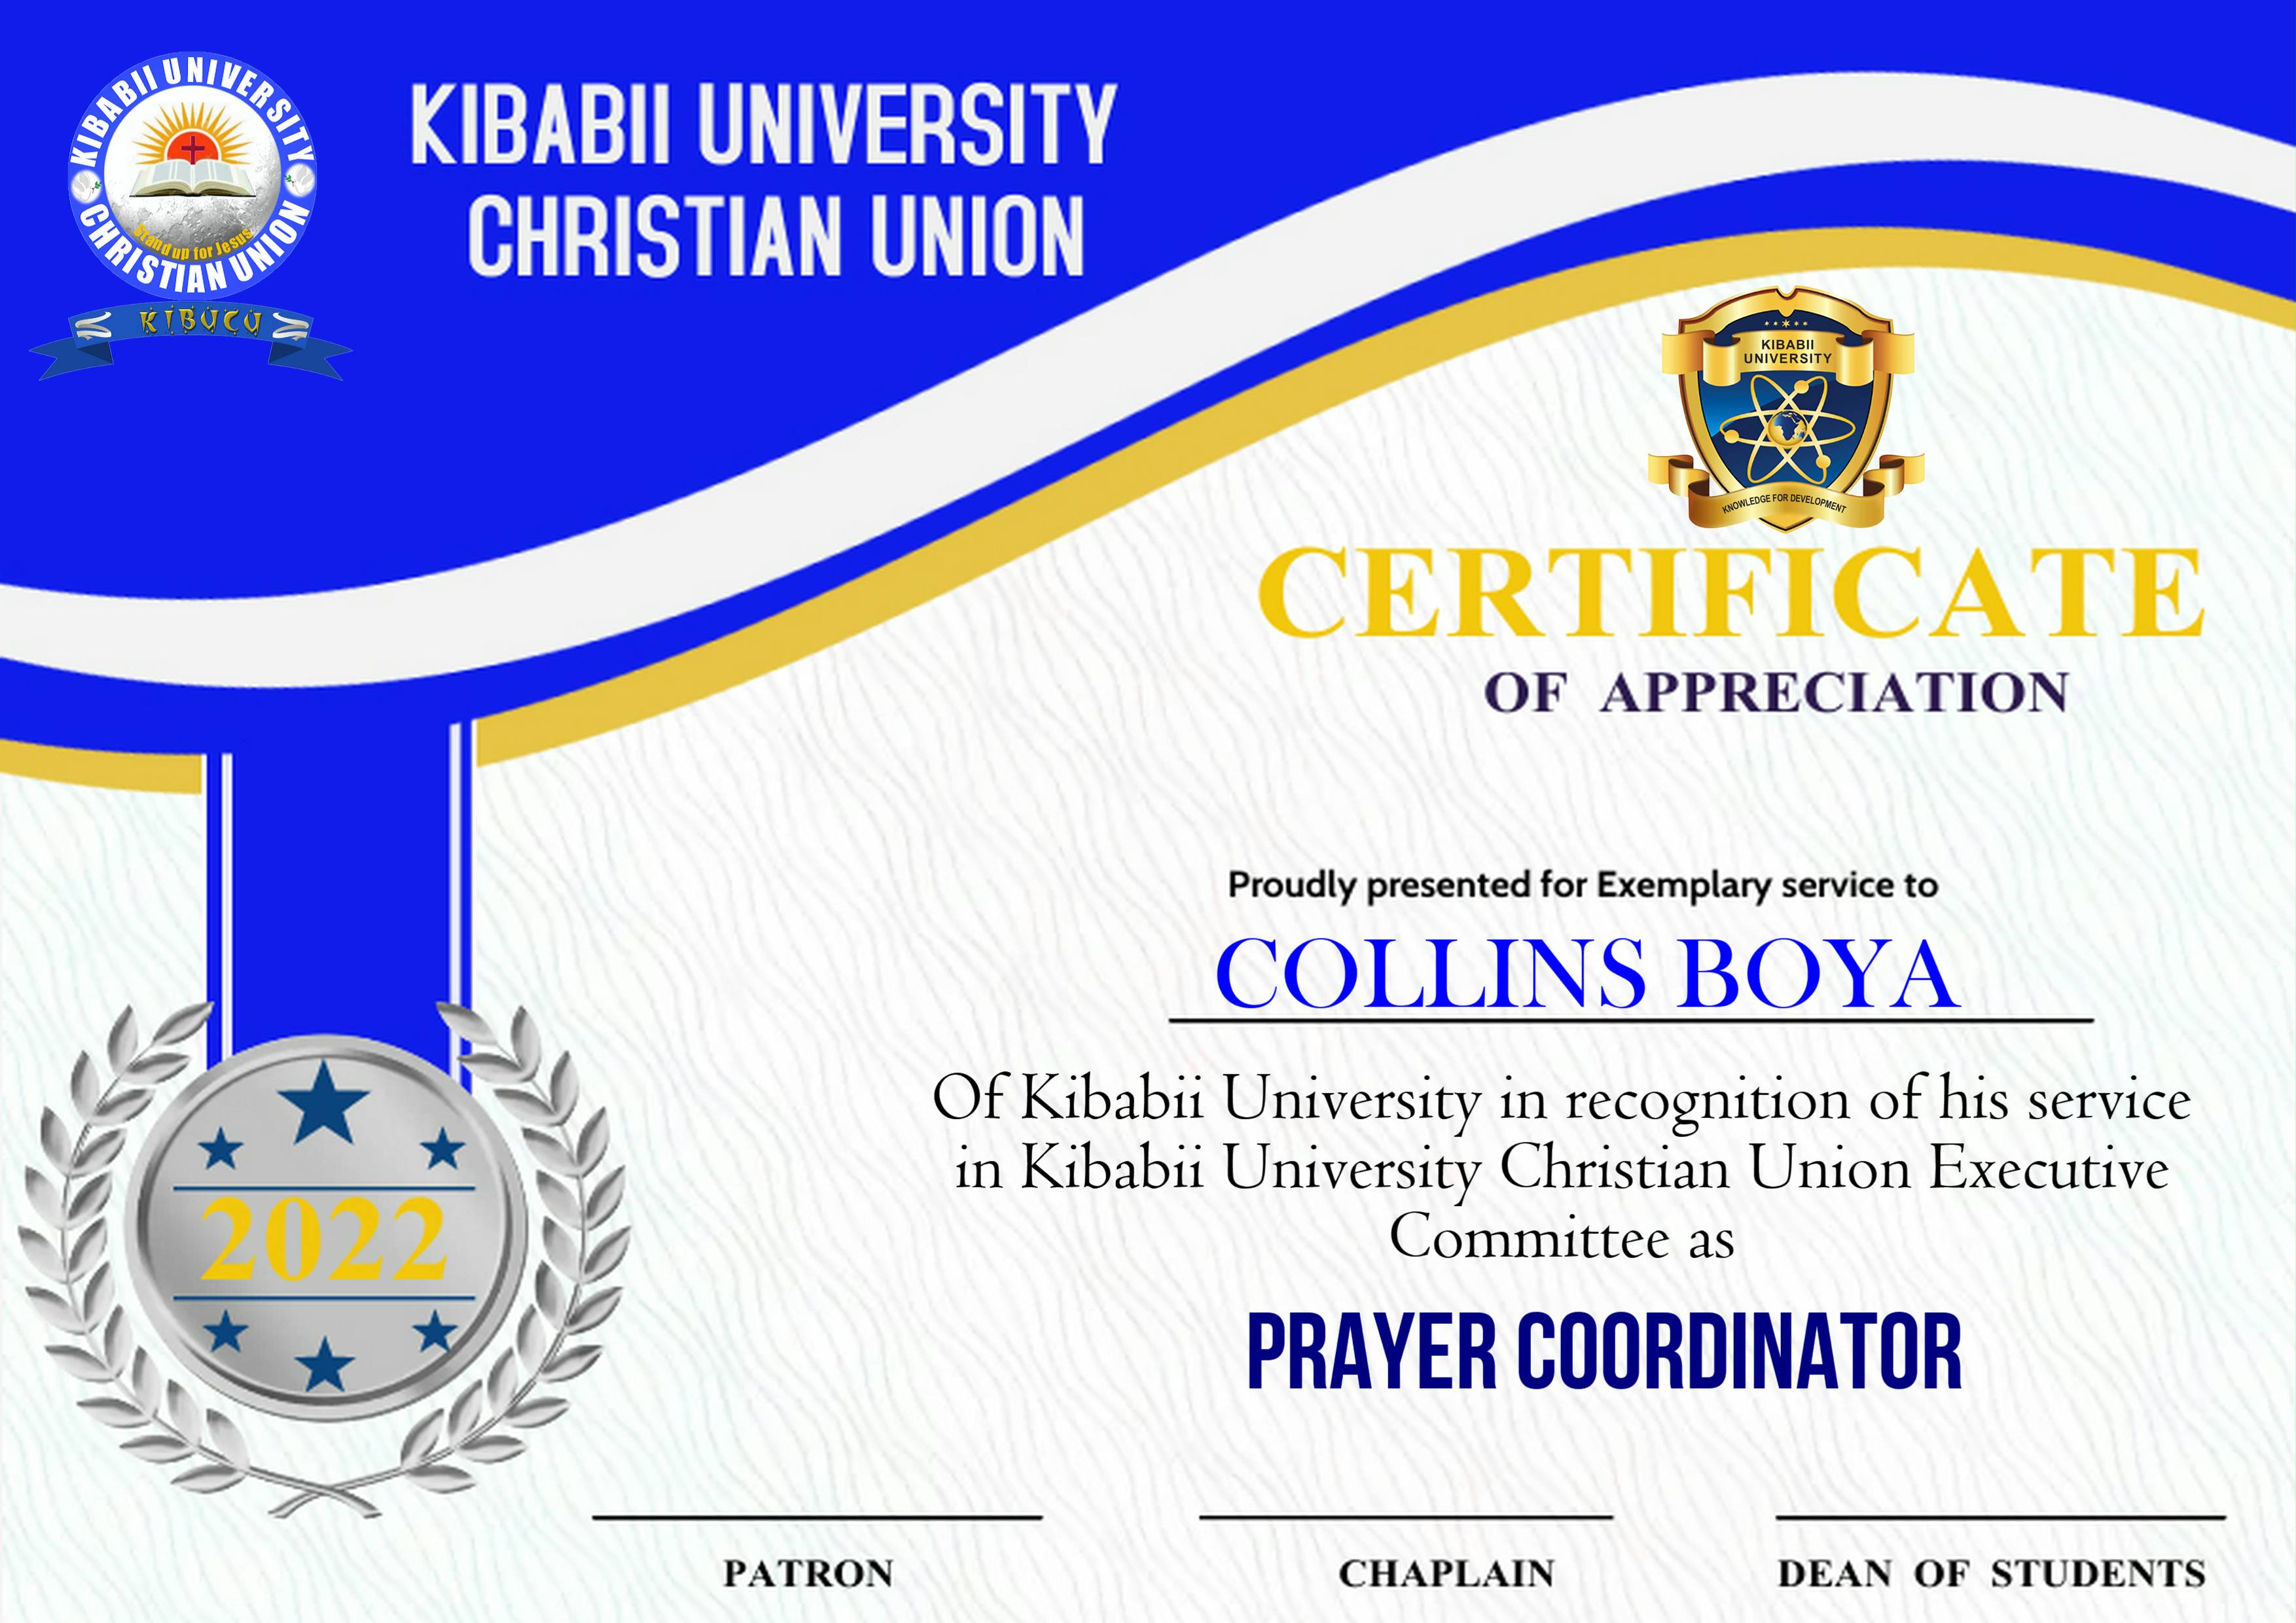 KIBABII UNIVERSITY
CHRISTIAN UNION
Stand up for Jesus
KIBUCU
KIBABII UNIVERSITY
CHRISTIAN UNION
KIBABII
UNIVERSITY
KNOWLEDGE FOR DEVELOPMENT
CERTIFICATE
OF APPRECIATION
Proudly presented for Exemplary service to
COLLINS BOYA
Of Kibabii University in recognition of his service
in Kibabii University Christian Union Executive
Committee as
PRAYER COORDINATOR
2022
PATRON
CHAPLAIN
DEAN OF STUDENTS